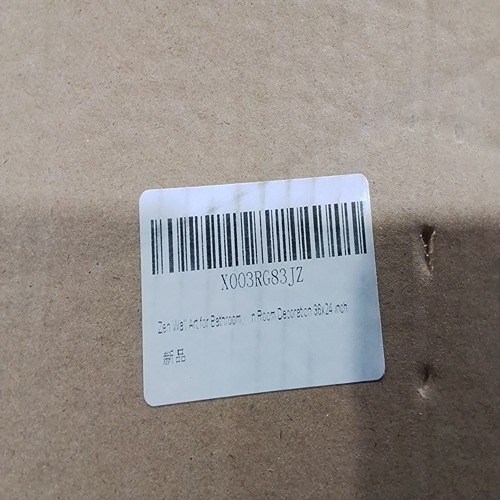 X003RG83JZ
Zen Wall Art for Bathroom, n Room Decoration 36x24 inch
新品